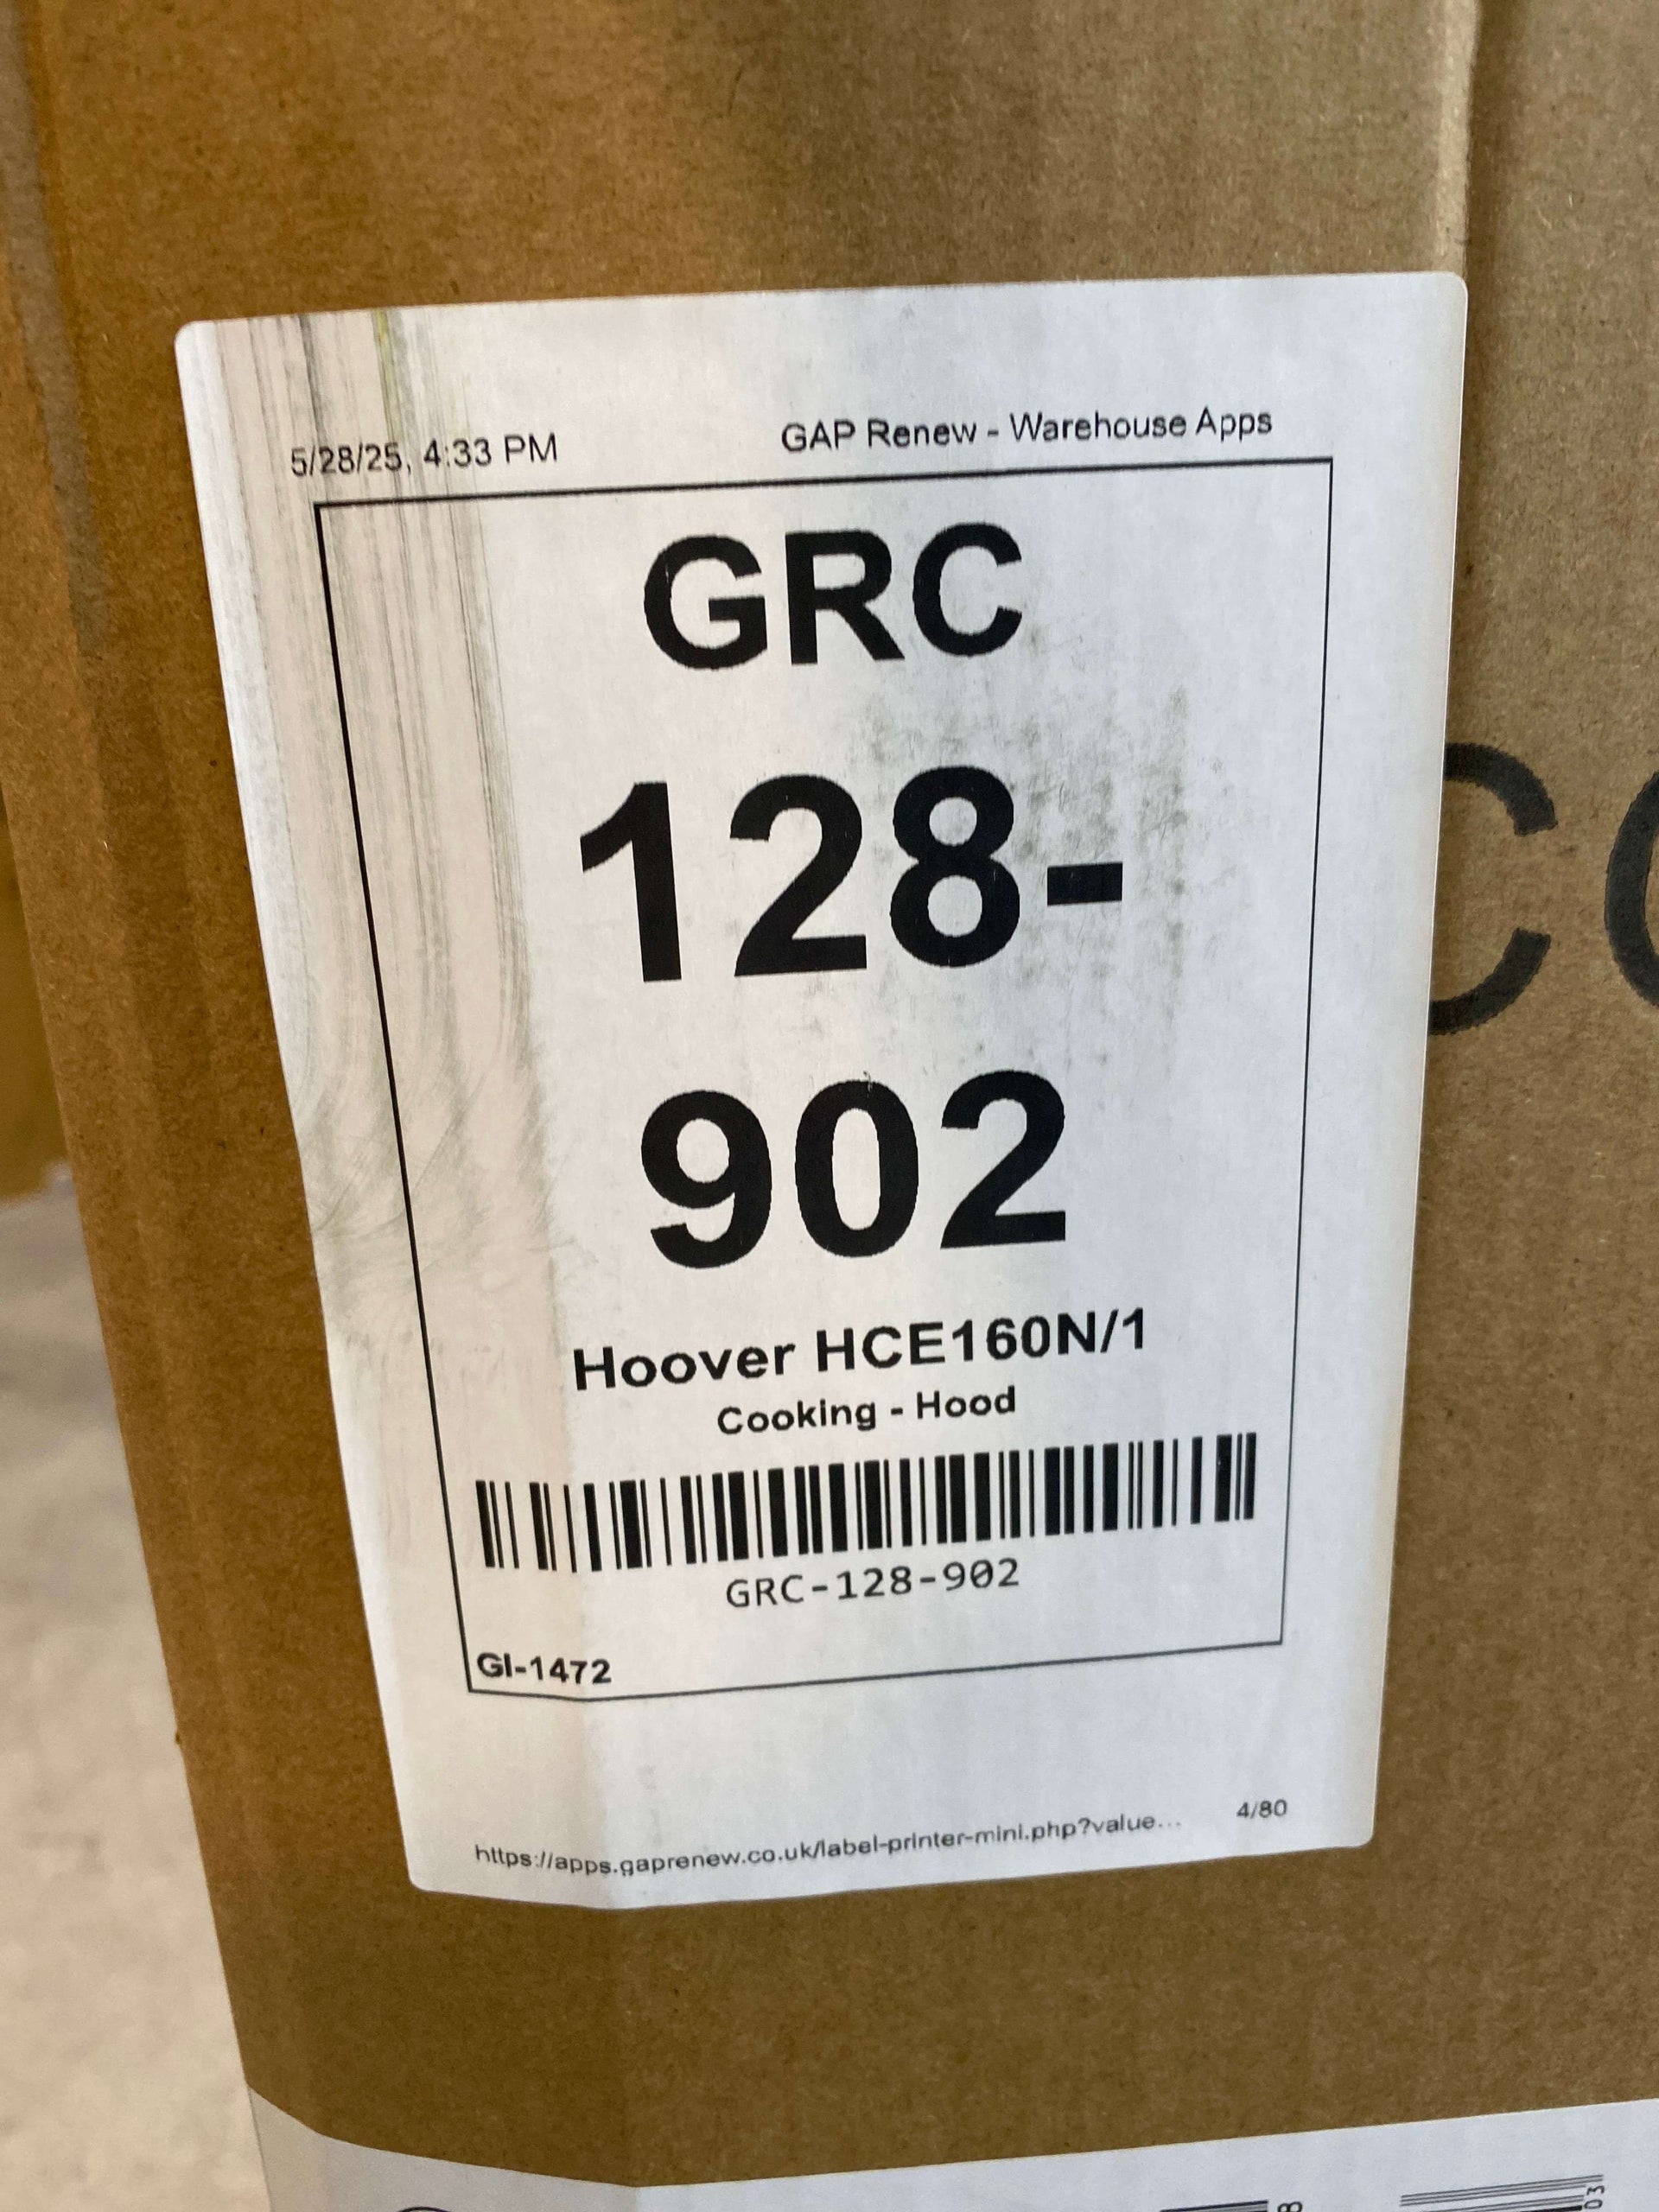 5/28/25, 4:33 PM GAP Renew - Warehouse Apps
GRC
128-
902
Hoover HCE160N/1
Cooking - Hood
GRC-128-902
GI-1472
https://apps.gaprenew.co.uk/label-printer-mini.php?value... 4/80